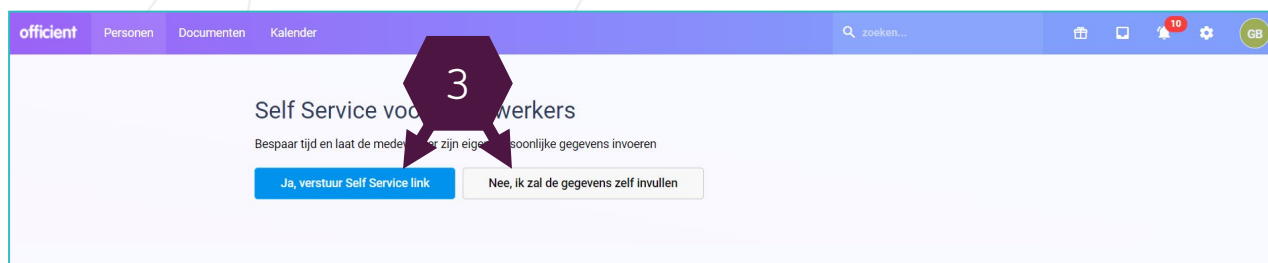 officient Personen Documenten Kalender zoeken... 10 GB
3
Self Service voo werkers
Bespaar tijd en laat de medew er zijn eige soonlijke gegevens invoeren
Ja, verstuur Self Service link Nee, ik zal de gegevens zelf invullen